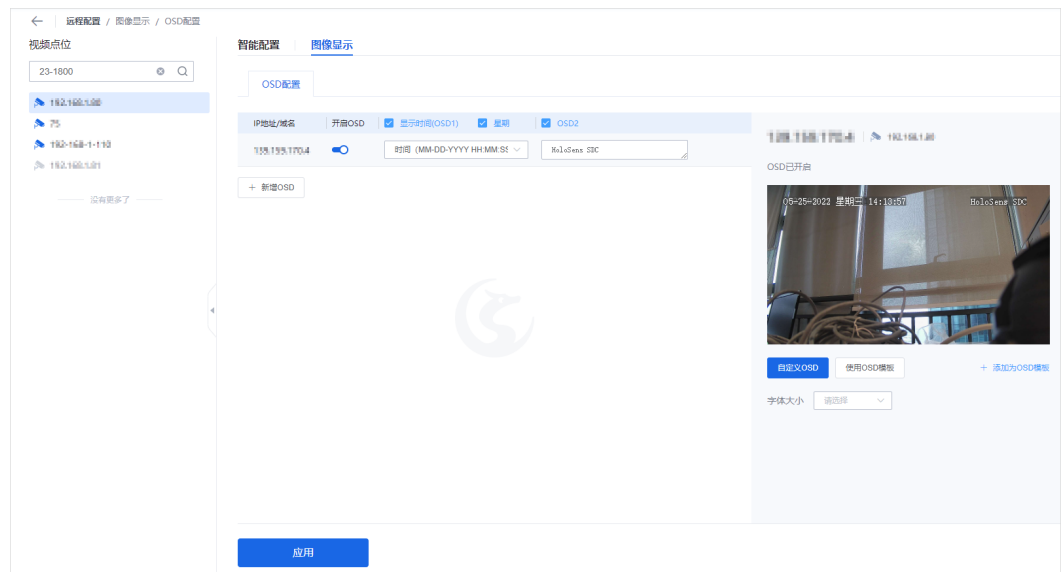 远程配置 / 图像显示 / OSD配置
视频点位
23-1800
75
没有更多了
智能配置 图像显示
OSD配置
IP地址/域名 开启OSD 显示时间(OSD1) 星期 OSD2
时间（MM-DD-YYYY HH:MM:SS HoloSens SDC
+ 新增OSD
OSD已开启
05-25-2022 星期三 14:13:57 HoloSens SDC
自定义OSD 使用OSD模板 + 添加为OSD模板
字体大小 请选择
应用